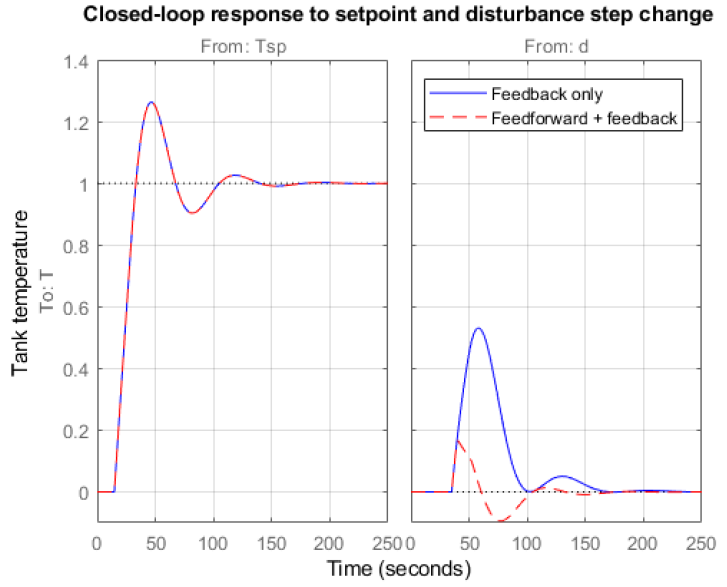 Closed-loop response to setpoint and disturbance step change
From: Tsp
From: d
1.4
1.2
1
0.8
0.6
0.4
0.2
0
Tank temperature
To: T
Feedback only
Feedforward + feedback
0 50 100 150 200 250 0 50 100 150 200 250
Time (seconds)